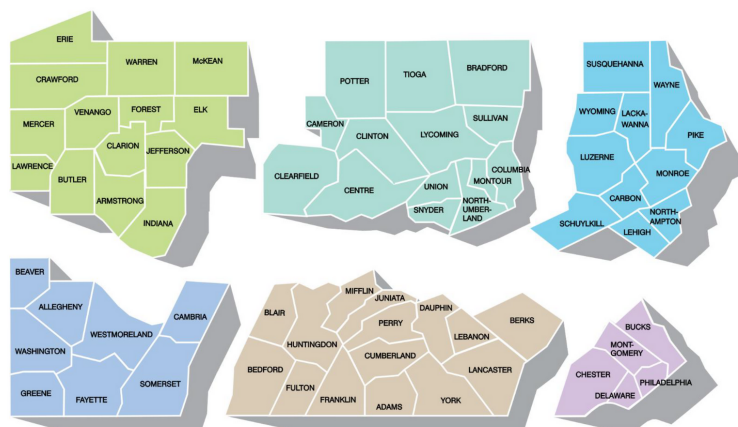 ERIE
WARREN
McKEAN
CRAWFORD
MERCER
VENANGO
FOREST
ELK
CLARION
JEFFERSON
LAWRENCE
BUTLER
ARMSTRONG
INDIANA
POTTER
TIOGA
BRADFORD
CAMERON
CLINTON
LYCOMING
SULLIVAN
CLEARFIELD
CENTRE
UNION
MONTOUR
COLUMBIA
SNYDER
NORTH-
UMBER-
LAND
SUSQUEHANNA
WAYNE
WYOMING
LACKA-
WANNA
PIKE
LUZERNE
MONROE
CARBON
SCHUYLKILL
NORTH-
AMPTON
LEHIGH
BEAVER
ALLEGHENY
WESTMORELAND
CAMBRIA
WASHINGTON
GREENE
FAYETTE
SOMERSET
BLAIR
MIFFLIN
JUNIATA
DAUPHIN
BERKS
HUNTINGDON
PERRY
LEBANON
CUMBERLAND
BEDFORD
FULTON
FRANKLIN
ADAMS
YORK
LANCASTER
BUCKS
MONT-
GOMERY
CHESTER
PHILADELPHIA
DELAWARE